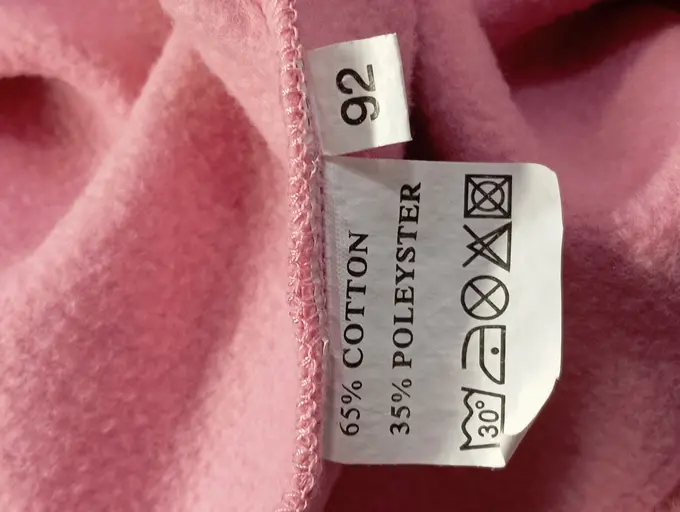 92
65% COTTON
35% POLEYSTER
30°